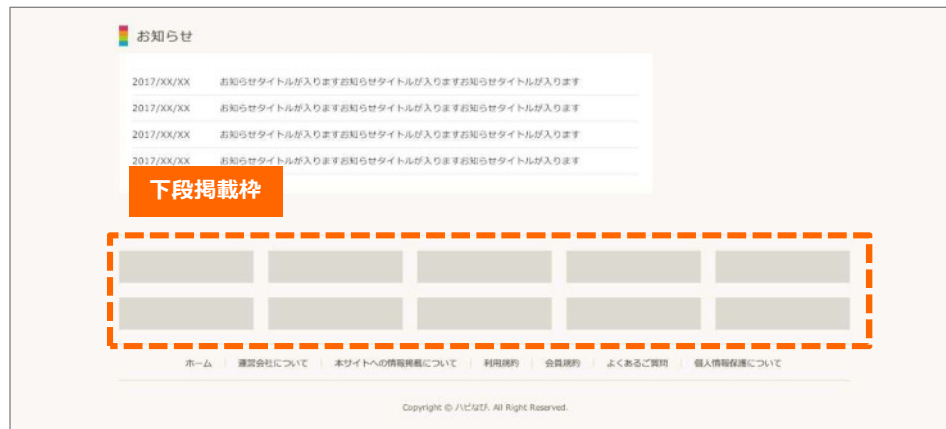 お知らせ
2017/XX/XX お知らせタイトルが入りますお知らせタイトルが入りますお知らせタイトルが入ります
2017/XX/XX お知らせタイトルが入りますお知らせタイトルが入りますお知らせタイトルが入ります
2017/XX/XX お知らせタイトルが入りますお知らせタイトルが入りますお知らせタイトルが入ります
2017/XX/XX お知らせタイトルが入りますお知らせタイトルが入りますお知らせタイトルが入ります
下段掲載枠
ホーム 運営会社について 本サイトへの情報掲載について 利用規約 会員規約 よくあるご質問 個人情報保護について
Copyright © ハピなび. All Right Reserved.